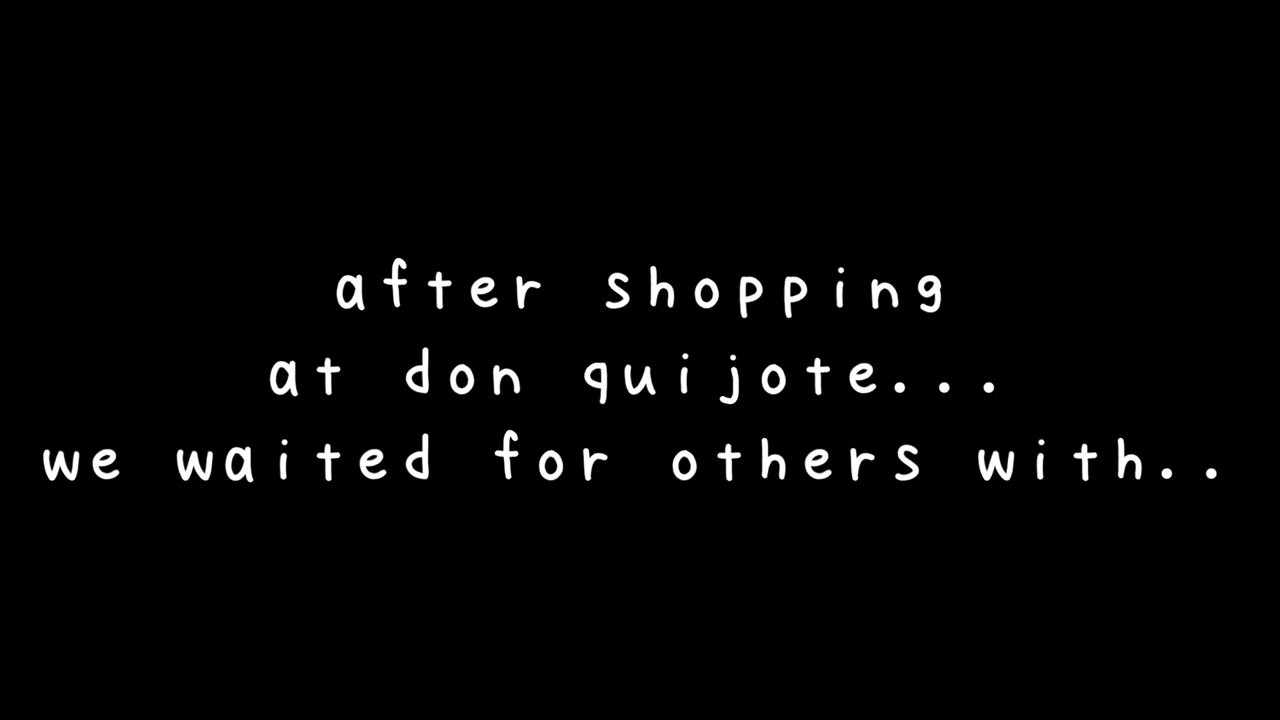 after shopping
at don quijote...
we waited for others with..